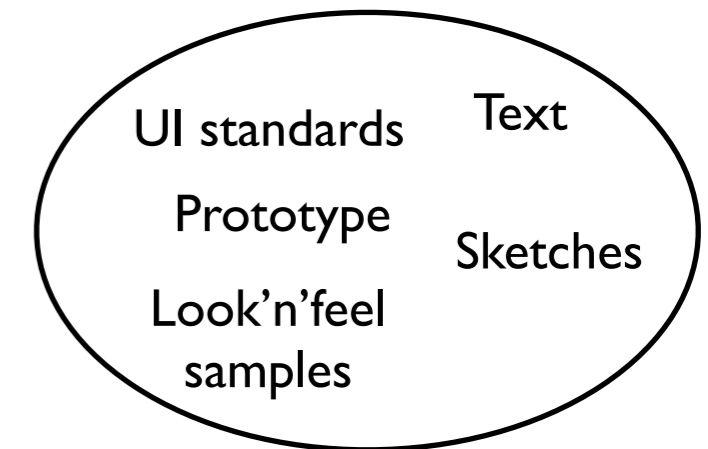 UI standards
Text
Prototype
Sketches
Look’n’feel
samples